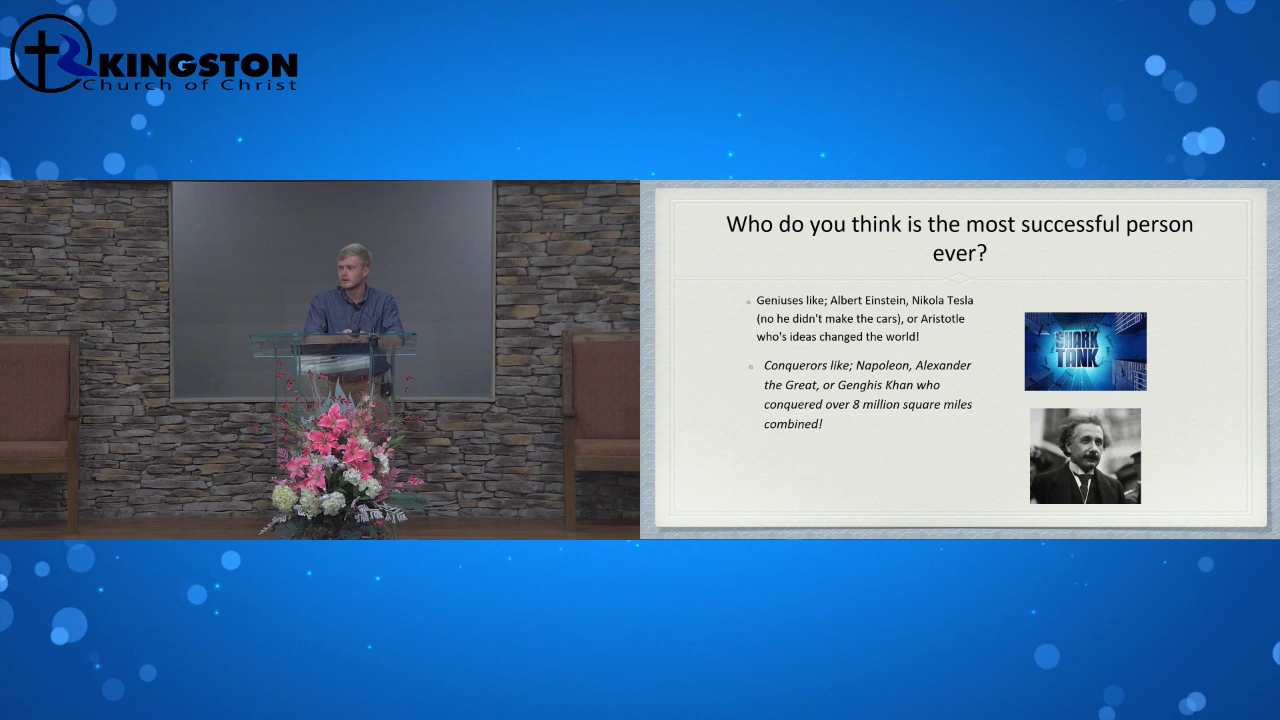 KINGSTON
Church of Christ
Who do you think is the most successful person
ever?
Geniuses like; Albert Einstein, Nikola Tesla
(no he didn't make the cars), or Aristotle
who's ideas changed the world!
Conquerors like; Napoleon, Alexander
the Great, or Genghis Khan who
conquered over 8 million square miles
combined!
SHARK
TANK